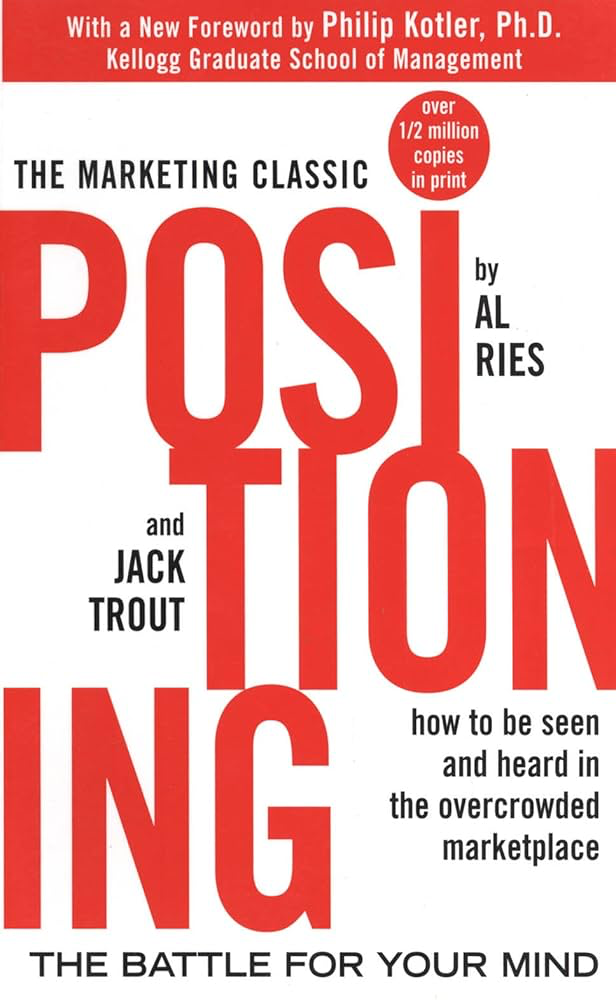 With a New Foreword by Philip Kotler, Ph.D.
Kellogg Graduate School of Management
over
1/2 million
copies
in print
THE MARKETING CLASSIC
POSI
by
AL
RIES
TION
and
JACK
TROUT
ING
how to be seen
and heard in
the overcrowded
marketplace
THE BATTLE FOR YOUR MIND